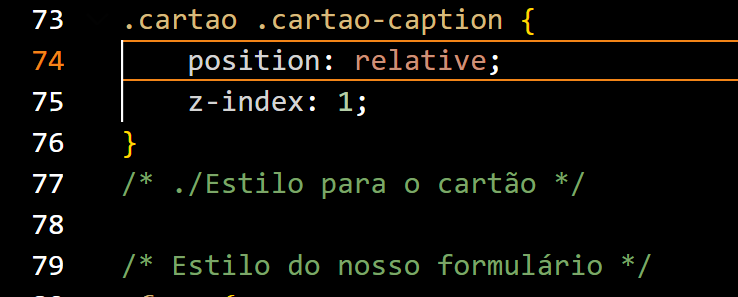 73 .cartao .cartao-caption {
74 position: relative;
75 z-index: 1;
76 }
77 /* ./Estilo para o cartão */
78
79 /* Estilo do nosso formulário */